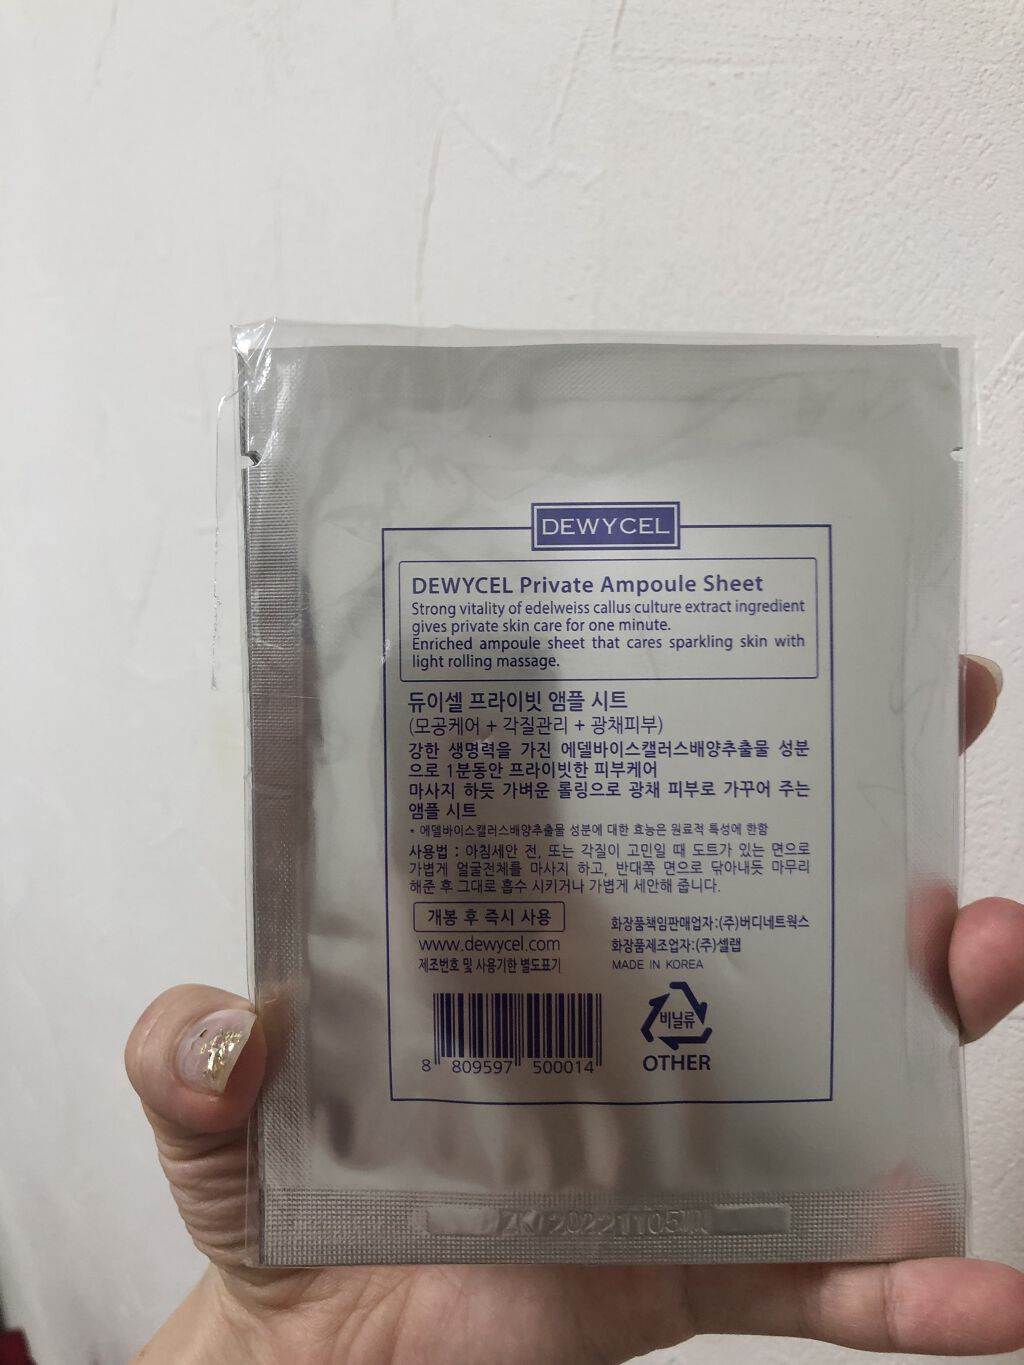 DEWYCEL
DEWYCEL Private Ampoule Sheet
Strong vitality of edelweiss callus culture extract ingredient
gives private skin care for one minute.
Enriched ampoule sheet that cares sparkling skin with
light rolling massage.
듀이셀 프라이빗 앰플 시트
(모공케어 + 각질관리 + 광채피부)
강한 생명력을 가진 에델바이스캘러스배양추출물 성분
으로 1분동안 프라이빗한 피부케어
마사지 하듯 가벼운 롤링으로 광채 피부로 가꾸어 주는
앰플 시트
* 에델바이스캘러스배양추출물 성분에 대한 효능은 원료적 특성에 한함
사용법 : 아침세안 전, 또는 각질이 고민일 때 도트가 있는 면으로
가볍게 얼굴전체를 마사지 하고, 반대쪽 면으로 닦아내듯 마무리
해준 후 그대로 흡수 시키거나 가볍게 세안해 줍니다.
개봉 후 즉시 사용
www.dewycel.com
제조번호 및 사용기한 별도표기
화장품책임판매업자:(주)버디네트웍스
화장품제조업자:(주)셀랩
MADE IN KOREA
비닐류
OTHER
8 809597 500014
20221105